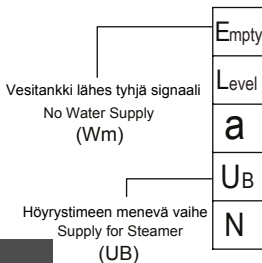 Empty
Level
a
UB
N
Vesitankki lähes tyhjä signaali
No Water Supply
(Wm)
Höyrystimeen menevä vaihe
Supply for Steamer
(UB)